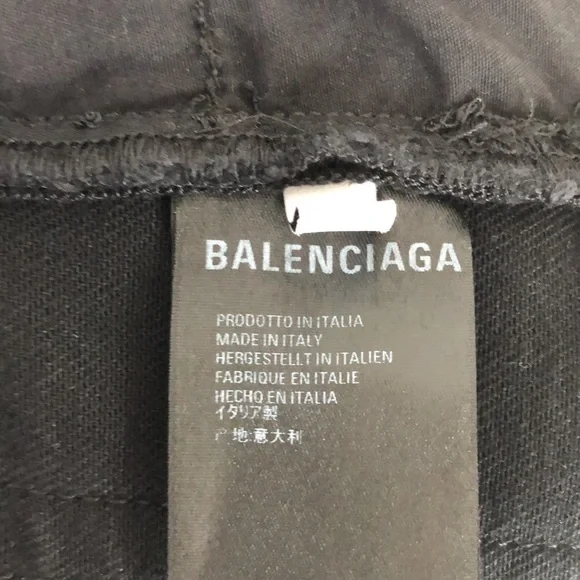 BALENCIAGA
PRODOTTO IN ITALIA
MADE IN ITALY
HERGESTELLT IN ITALIEN
FABRIQUE EN ITALIE
HECHO EN ITALIA
イタリア製
产地:意大利